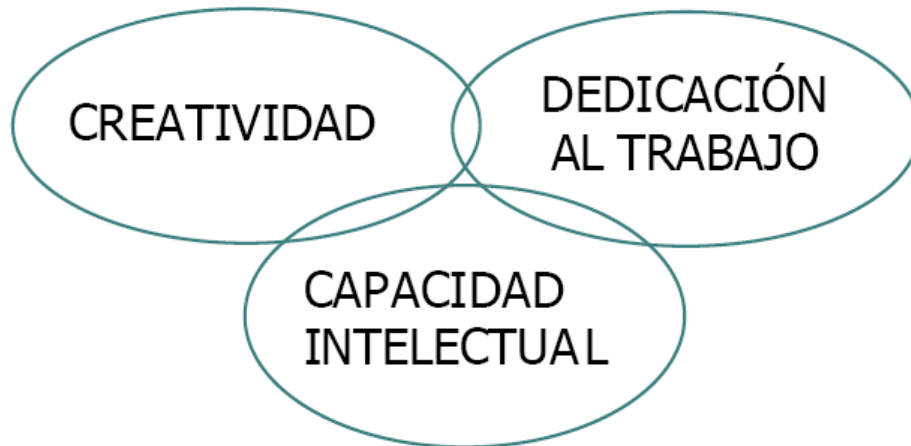 CREATIVIDAD
DEDICACIÓN
AL TRABAJO
CAPACIDAD
INTELECTUAL